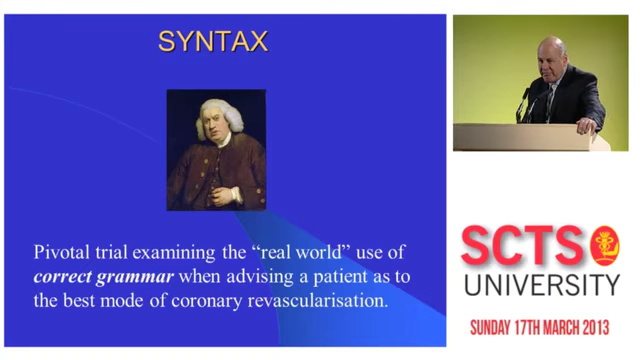 SYNTAX
Pivotal trial examining the “real world” use of
correct grammar when advising a patient as to
the best mode of coronary revascularisation.
SCTS
UNIVERSITY
SUNDAY 17TH MARCH 2013